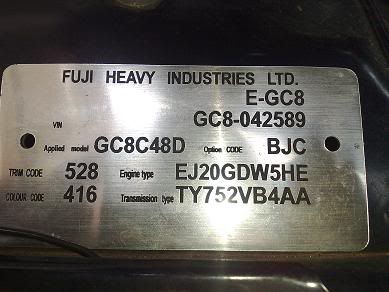 FUJI HEAVY INDUSTRIES LTD.
E-GC8
VIN GC8-042589
Applied model GC8C48D Option CODE BJC
TRIM CODE 528 Engine type EJ20GDW5HE
COLOUR CODE 416 Transmission type TY752VB4AA